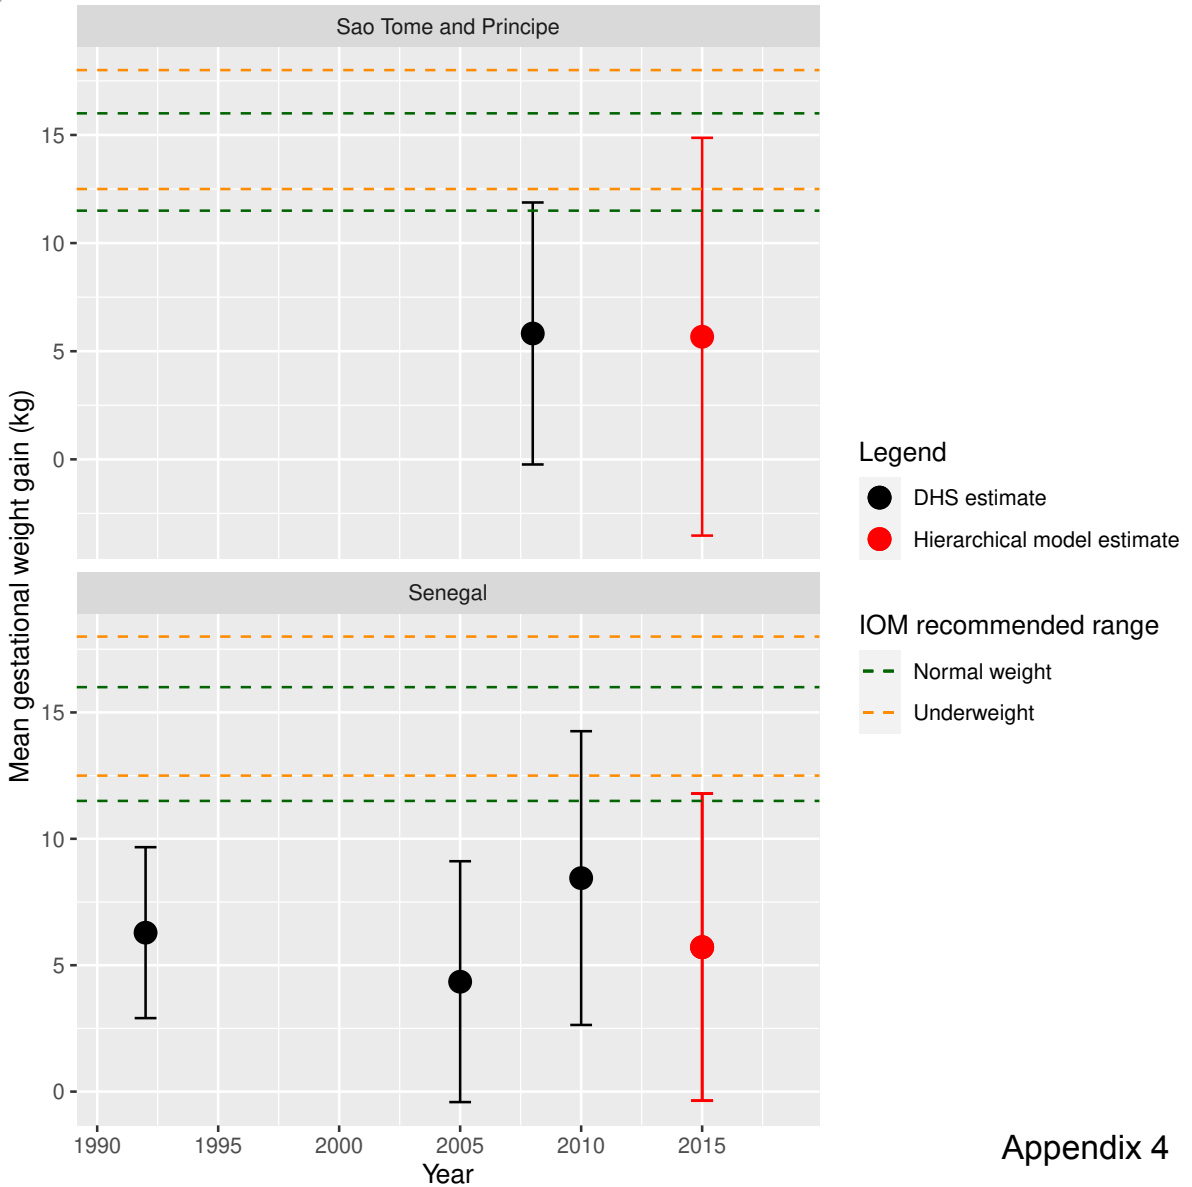 Sao Tome and Principe
15
10
5
0
Mean gestational weight gain (kg)
Senegal
15
10
5
0
1990 1995 2000 2005 2010 2015
Year
Legend
DHS estimate
Hierarchical model estimate
IOM recommended range
Normal weight
Underweight
Appendix 4